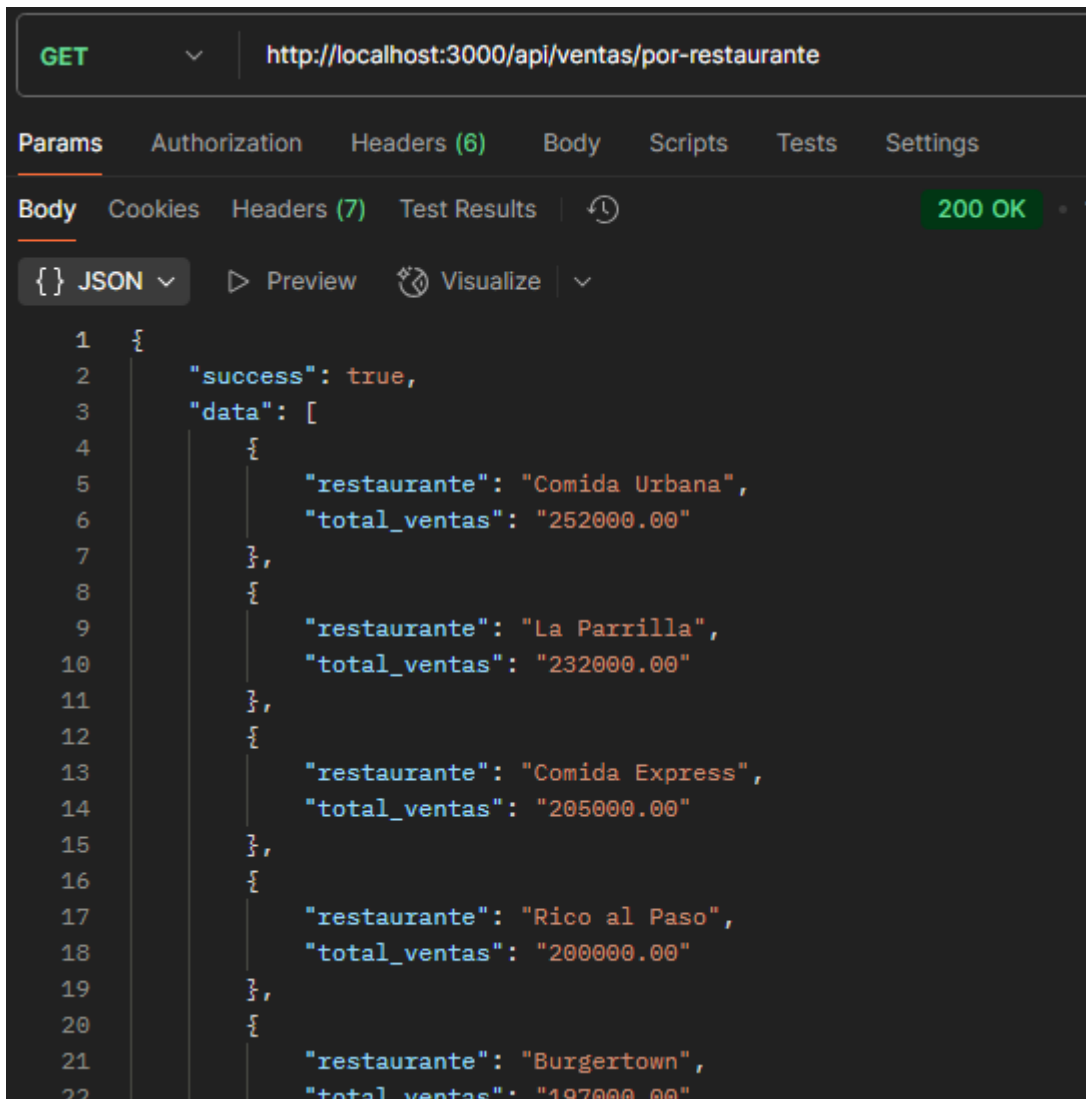 GET http://localhost:3000/api/ventas/por-restaurante
Params Authorization Headers (6) Body Scripts Tests Settings
Body Cookies Headers (7) Test Results 200 OK
{} JSON Preview Visualize
1 {
2 "success": true,
3 "data": [
4 {
5 "restaurante": "Comida Urbana",
6 "total_ventas": "252000.00"
7 },
8 {
9 "restaurante": "La Parrilla",
10 "total_ventas": "232000.00"
11 },
12 {
13 "restaurante": "Comida Express",
14 "total_ventas": "205000.00"
15 },
16 {
17 "restaurante": "Rico al Paso",
18 "total_ventas": "200000.00"
19 },
20 {
21 "restaurante": "Burgertown",
22 "total_ventas": "197000.00"